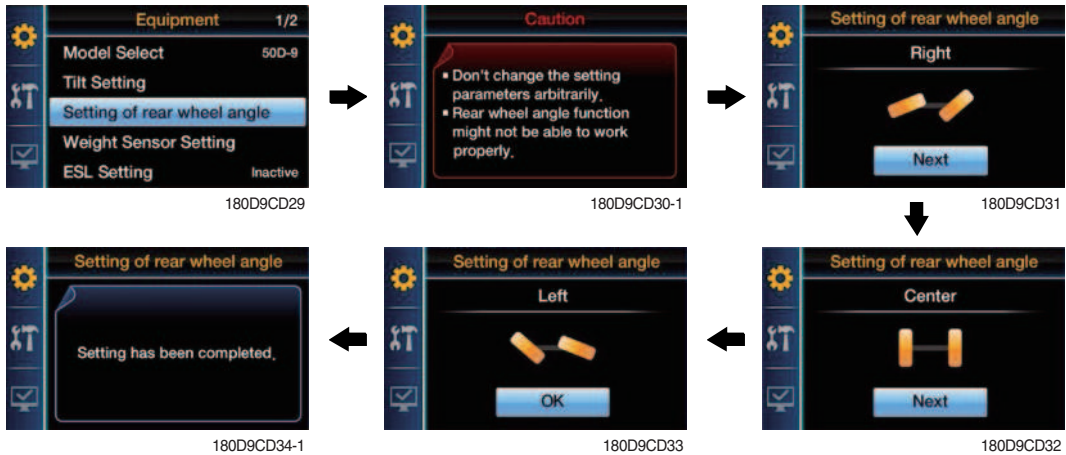 Equipment 1/2
Model Select 50D-9
Tilt Setting
Setting of rear wheel angle
Weight Sensor Setting
ESL Setting Inactive
180D9CD29
Caution
▪ Don't change the setting
parameters arbitrarily.
▪ Rear wheel angle function
might not be able to work
properly.
180D9CD30-1
Setting of rear wheel angle
Right
Next
180D9CD31
Setting of rear wheel angle
Center
Next
180D9CD32
Setting of rear wheel angle
Left
OK
180D9CD33
Setting of rear wheel angle
Setting has been completed.
180D9CD34-1